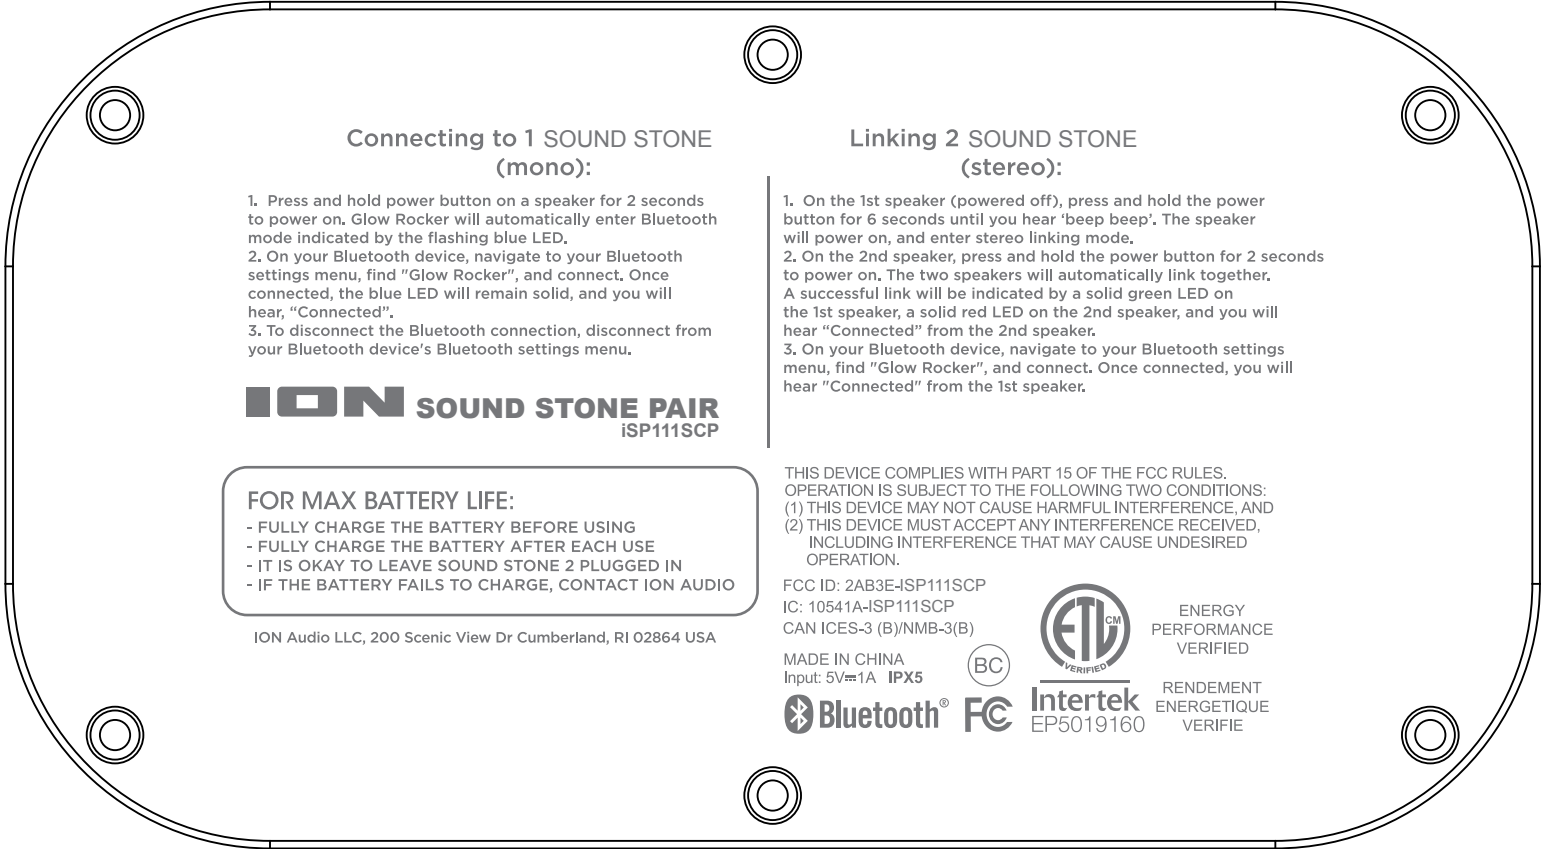 Connecting to 1 SOUND STONE
(mono):
1. Press and hold power button on a speaker for 2 seconds
to power on. Glow Rocker will automatically enter Bluetooth
mode indicated by the flashing blue LED.
2. On your Bluetooth device, navigate to your Bluetooth
settings menu, find "Glow Rocker", and connect. Once
connected, the blue LED will remain solid, and you will
hear, “Connected”.
3. To disconnect the Bluetooth connection, disconnect from
your Bluetooth device's Bluetooth settings menu.
ION SOUND STONE PAIR
iSP111SCP
Linking 2 SOUND STONE
(stereo):
1. On the 1st speaker (powered off), press and hold the power
button for 6 seconds until you hear ‘beep beep’. The speaker
will power on, and enter stereo linking mode.
2. On the 2nd speaker, press and hold the power button for 2 seconds
to power on. The two speakers will automatically link together.
A successful link will be indicated by a solid green LED on
the 1st speaker, a solid red LED on the 2nd speaker, and you will
hear “Connected” from the 2nd speaker.
3. On your Bluetooth device, navigate to your Bluetooth settings
menu, find "Glow Rocker", and connect. Once connected, you will
hear "Connected" from the 1st speaker.
FOR MAX BATTERY LIFE:
- FULLY CHARGE THE BATTERY BEFORE USING
- FULLY CHARGE THE BATTERY AFTER EACH USE
- IT IS OKAY TO LEAVE SOUND STONE 2 PLUGGED IN
- IF THE BATTERY FAILS TO CHARGE, CONTACT ION AUDIO
ION Audio LLC, 200 Scenic View Dr Cumberland, RI 02864 USA
THIS DEVICE COMPLIES WITH PART 15 OF THE FCC RULES.
OPERATION IS SUBJECT TO THE FOLLOWING TWO CONDITIONS:
(1) THIS DEVICE MAY NOT CAUSE HARMFUL INTERFERENCE, AND
(2) THIS DEVICE MUST ACCEPT ANY INTERFERENCE RECEIVED,
INCLUDING INTERFERENCE THAT MAY CAUSE UNDESIRED
OPERATION.
FCC ID: 2AB3E-ISP111SCP
IC: 10541A-ISP111SCP
CAN ICES-3 (B)/NMB-3(B)
MADE IN CHINA
Input: 5V⎓1A IPX5
BC
Bluetooth®
FC
ETL CM
VERIFIED
Intertek
EP5019160
ENERGY
PERFORMANCE
VERIFIED
RENDEMENT
ENERGETIQUE
VERIFIE